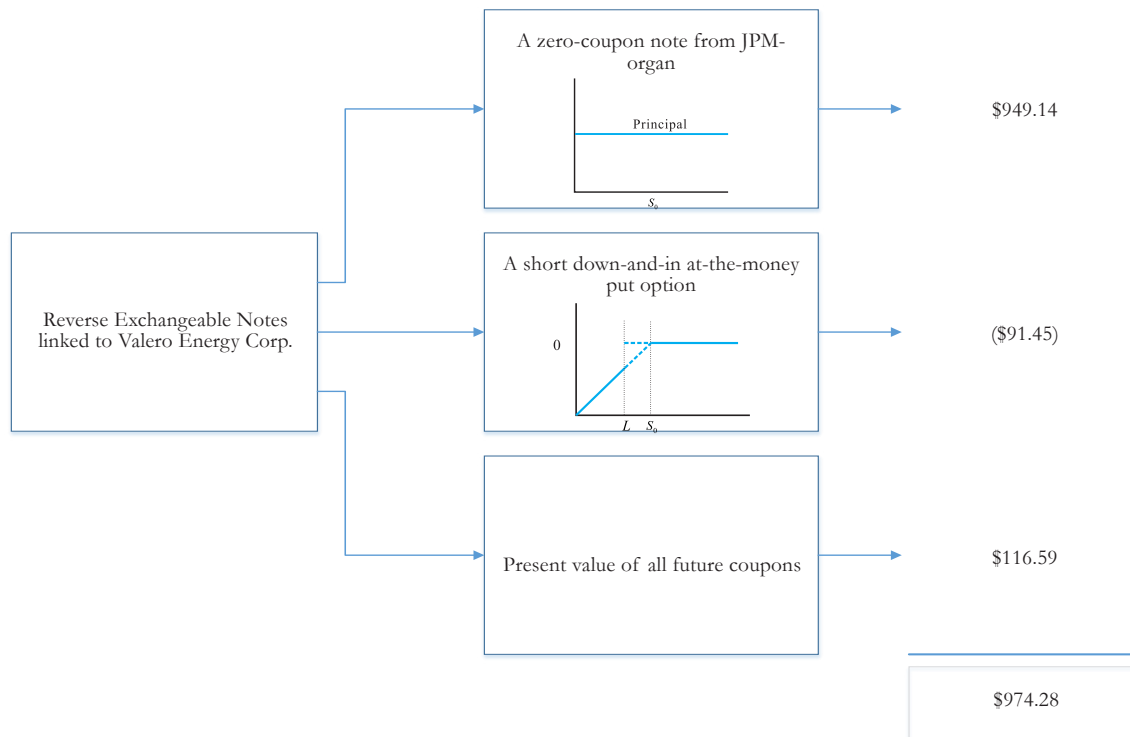 A zero-coupon note from JPM-
organ
Principal
S₀
$949.14
Reverse Exchangeable Notes
linked to Valero Energy Corp.
A short down-and-in at-the-money
put option
0
L S₀
($91.45)
Present value of all future coupons
$116.59
$974.28